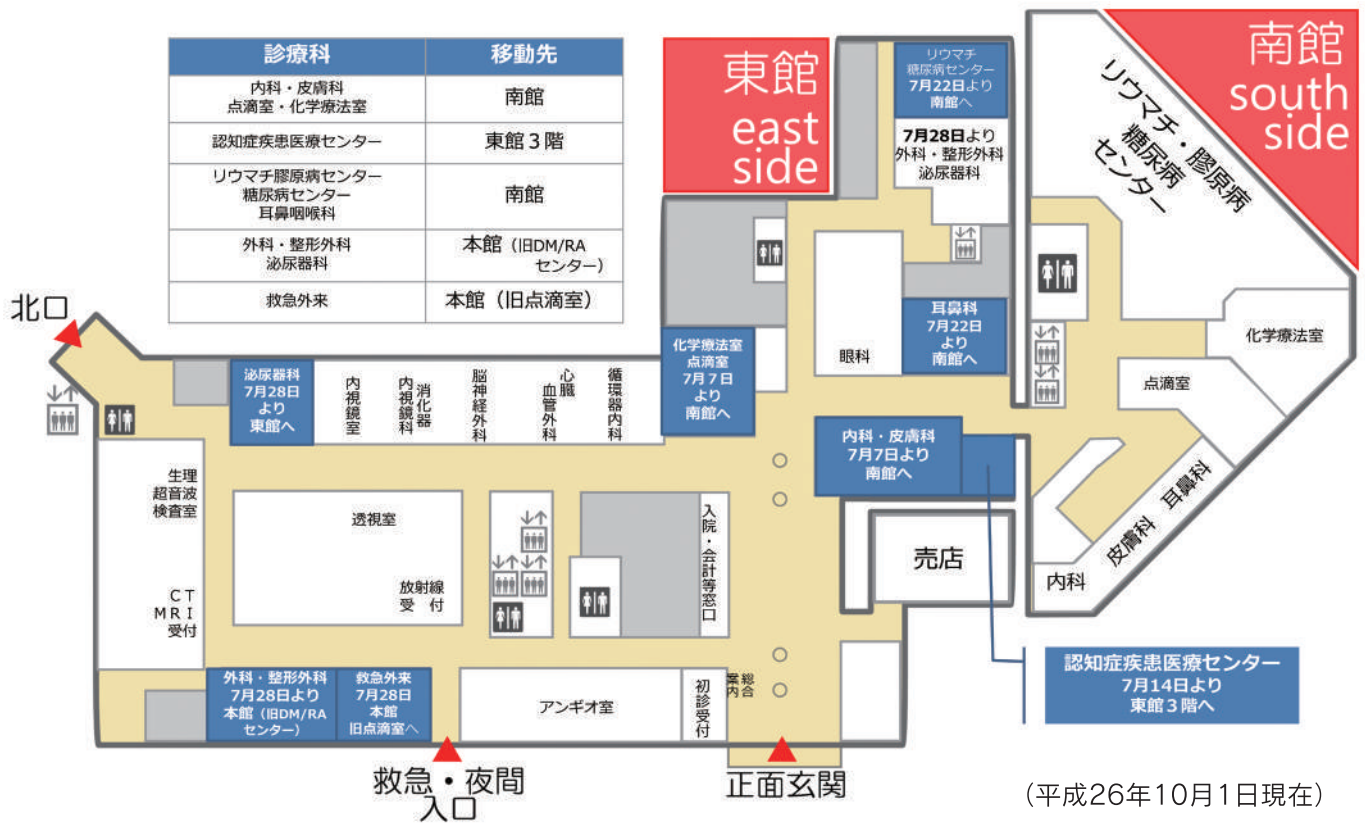 診療科
移動先
内科・皮膚科
点滴室・化学療法室
南館
認知症疾患医療センター
東館３階
リウマチ膠原病センター
糖尿病センター
耳鼻咽喉科
南館
外科・整形外科
泌尿器科
本館（旧DM/RA
センター）
救急外来
本館（旧点滴室）
東館
east
side
リウマチ
糖尿病センター
7月22日より
南館へ
7月28日より
外科・整形外科
泌尿器科
南館
south
side
リウマチ・膠原病
糖尿病
センター
化学療法室
点滴室
耳鼻科
皮膚科
内科
北口
泌尿器科
7月28日
より
東館へ
内視鏡室
消化器
内視鏡科
脳神経外科
心臓
血管外科
循環器内科
化学療法室
点滴室
7月７日
より
南館へ
眼科
耳鼻科
7月22日
より
南館へ
内科・皮膚科
7月7日より
南館へ
生理
超音波
検査室
透視室
放射線
受　付
入院・会計等窓口
売店
ＣＴ
ＭＲＩ
受付
外科・整形外科
7月28日より
本館（旧DM/RA
センター）
救急外来
7月28日
本館
旧点滴室へ
アンギオ室
初診受付
総合
案内
認知症疾患医療センター
7月14日より
東館３階へ
救急・夜間
入口
正面玄関
（平成26年10月1日現在）